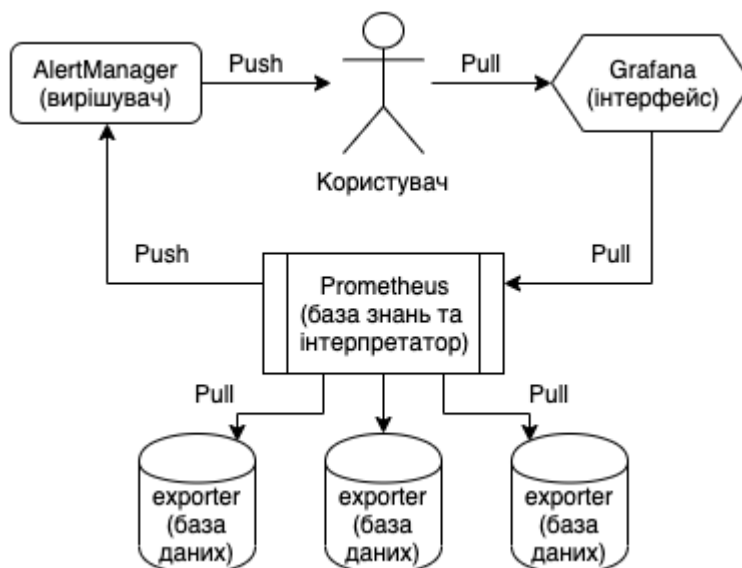 AlertManager
(вирішувач)
Push
Pull
Grafana
(інтерфейс)
Користувач
Push
Pull
Prometheus
(база знань та
інтерпретатор)
Pull
Pull
exporter
(база
даних)
exporter
(база
даних)
exporter
(база
даних)